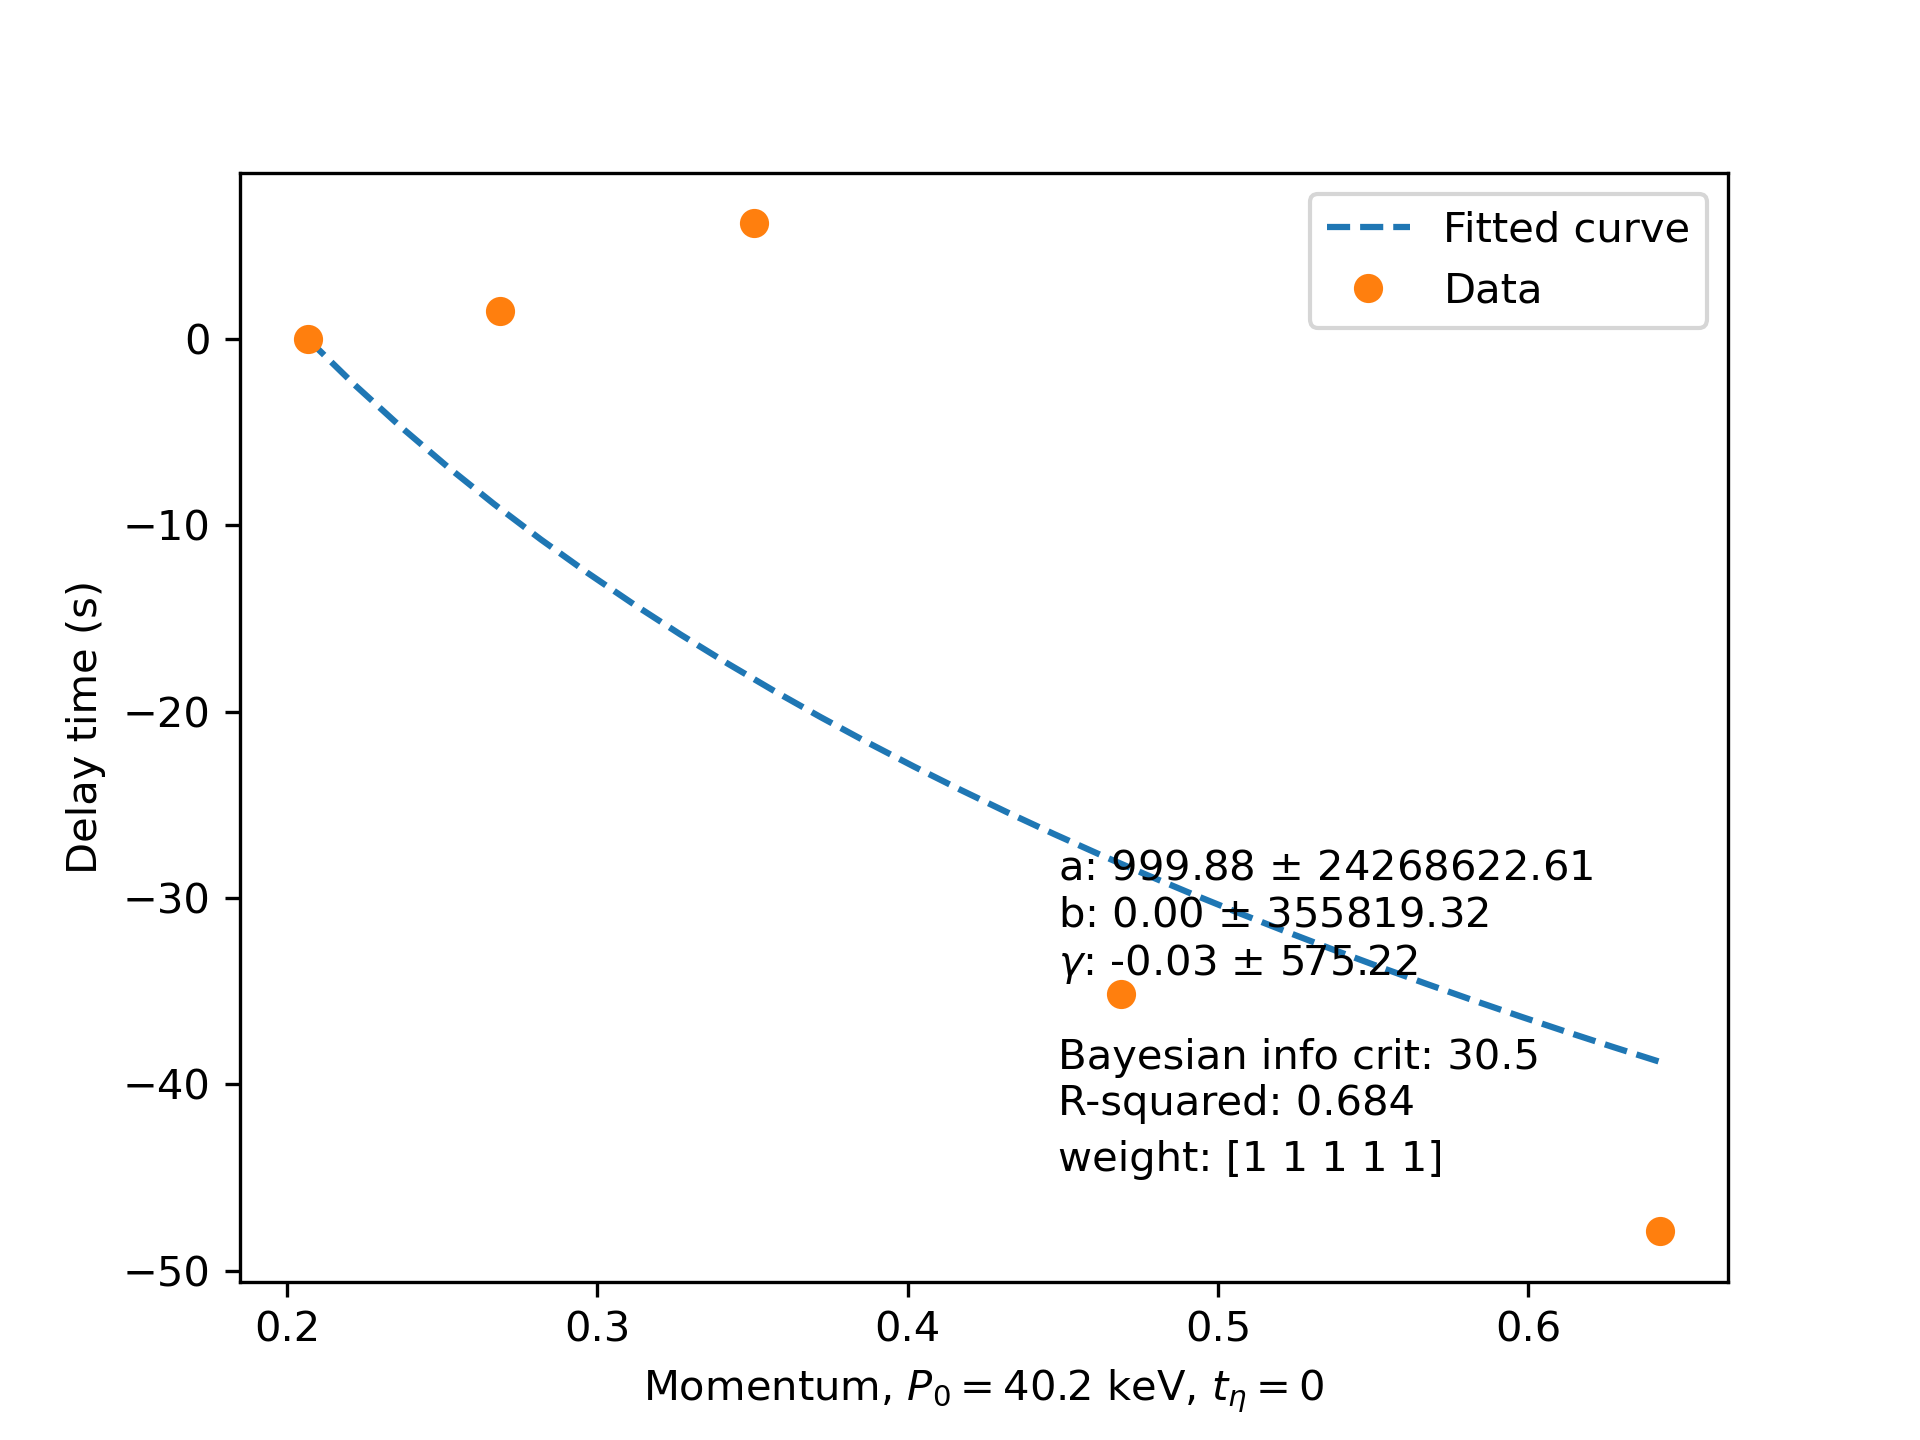 Fitted curve
Data
0
−10
−20
−30
−40
−50
Delay time (s)
a: 999.88 ± 24268622.61
b: 0.00 ± 355819.32
γ: -0.03 ± 575.22
Bayesian info crit: 30.5
R-squared: 0.684
weight: [1 1 1 1 1]
0.2 0.3 0.4 0.5 0.6
Momentum, P₀ = 40.2 keV, tη = 0